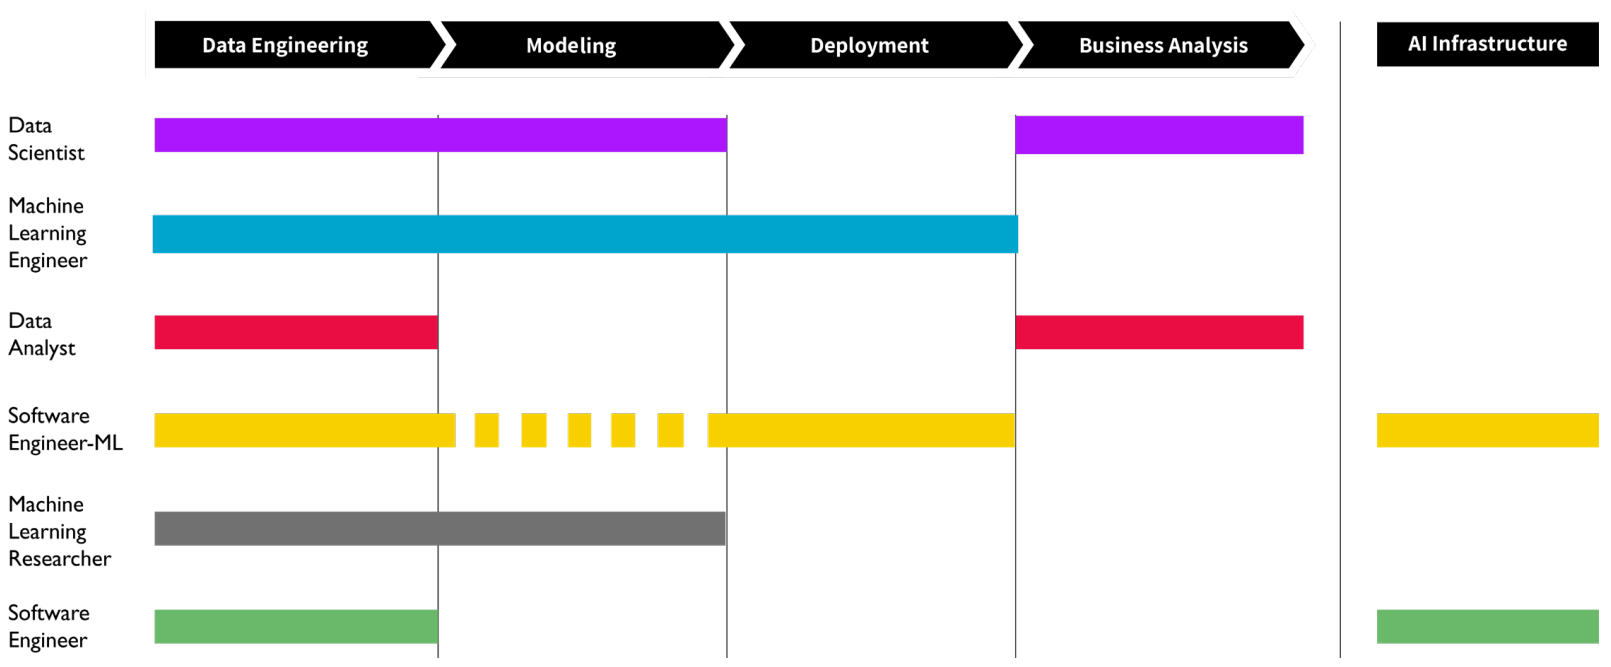 Data Engineering
Modeling
Deployment
Business Analysis
AI Infrastructure
Data
Scientist
Machine
Learning
Engineer
Data
Analyst
Software
Engineer-ML
Machine
Learning
Researcher
Software
Engineer